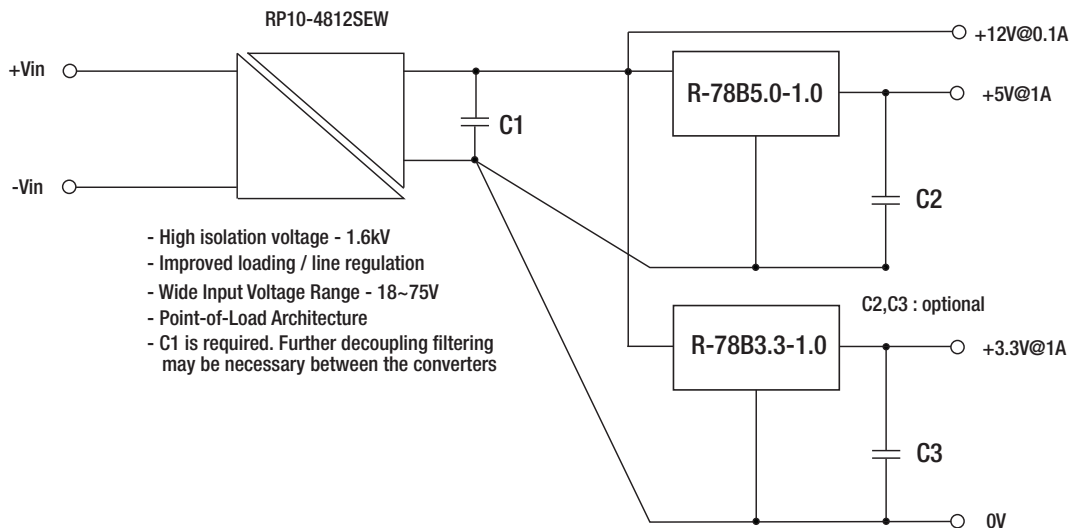 RP10-4812SEW
+12V@0.1A
+Vin
R-78B5.0-1.0
+5V@1A
C1
-Vin
C2
- High isolation voltage - 1.6kV
- Improved loading / line regulation
- Wide Input Voltage Range - 18~75V
- Point-of-Load Architecture
- C1 is required. Further decoupling filtering
may be necessary between the converters
C2,C3 : optional
R-78B3.3-1.0
+3.3V@1A
C3
0V